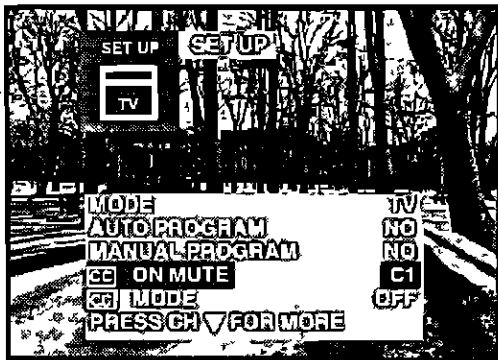 SET UP
SET UP
TV
MODE TV
AUTO PROGRAM NO
MANUAL PROGRAM NO
CC ON MUTE C1
CC MODE OFF
PRESS CH ▽ FOR MORE